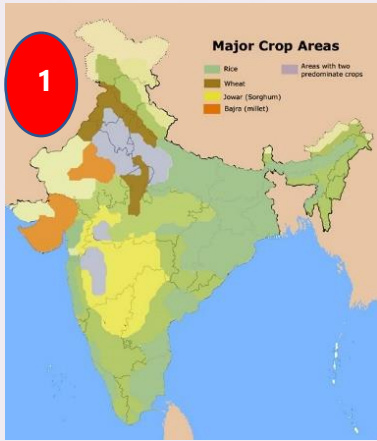 1
Major Crop Areas
Rice
Wheat
Jowar (Sorghum)
Bajra (millet)
Areas with two
predominate crops